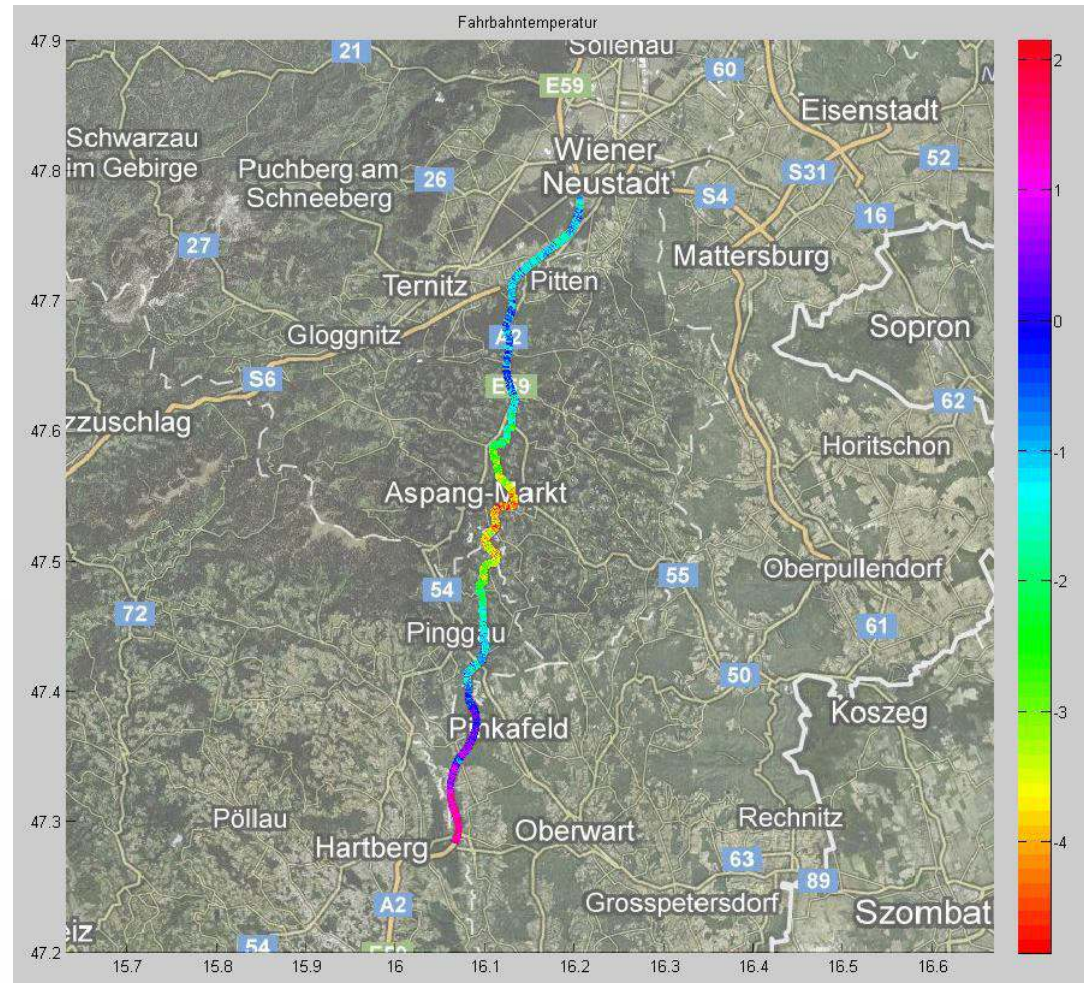 Fahrbahntemperatur
47.9
47.8
47.7
47.6
47.5
47.4
47.3
47.2
21
Sollenau
60
E59
Eisenstadt
Schwarzau
im Gebirge
Puchberg am
Schneeberg
26
Wiener
Neustadt
S31
52
S4
16
27
Mattersburg
Ternitz
Pitten
Gloggnitz
A2
Sopron
S6
E59
62
zzuschlag
Horitschon
Aspang-Markt
54
55
Oberpullendorf
72
Pinggau
61
50
Pinkafeld
Koszeg
Pöllau
Hartberg
Oberwart
Rechnitz
63
89
A2
Grosspetersdorf
Szombat
eiz
54
E59
15.7
15.8
15.9
16
16.1
16.2
16.3
16.4
16.5
16.6
2
1
0
-1
-2
-3
-4